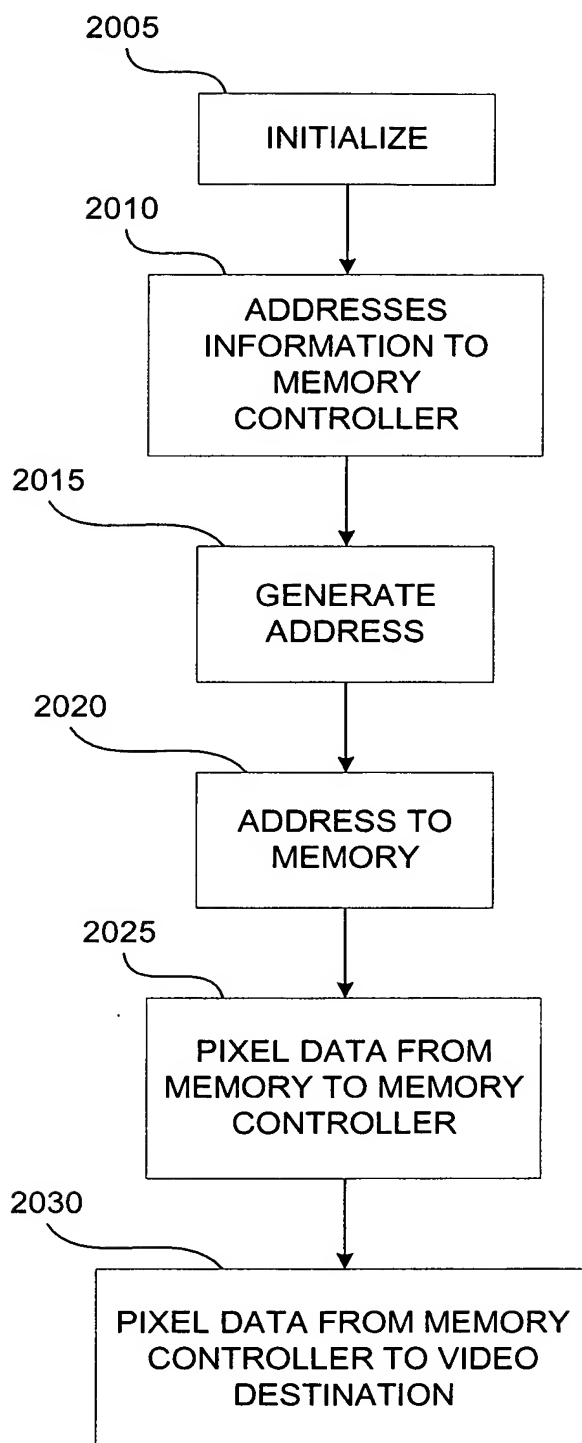 2005
INITIALIZE
2010
ADDRESSES
INFORMATION TO
MEMORY
CONTROLLER
2015
GENERATE
ADDRESS
2020
ADDRESS TO
MEMORY
2025
PIXEL DATA FROM
MEMORY TO MEMORY
CONTROLLER
2030
PIXEL DATA FROM MEMORY
CONTROLLER TO VIDEO
DESTINATION